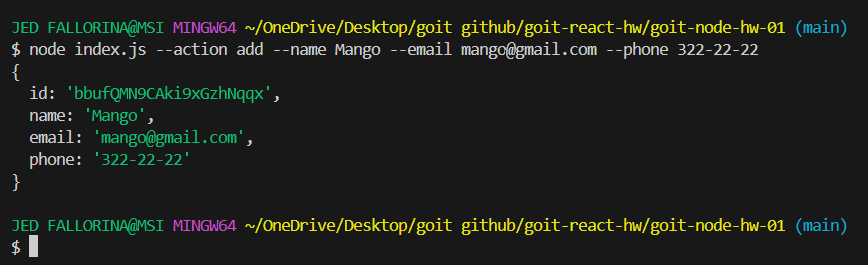 JED FALLORINA@MSI MINGW64 ~/OneDrive/Desktop/goit github/goit-react-hw/goit-node-hw-01 (main)
$ node index.js --action add --name Mango --email mango@gmail.com --phone 322-22-22
{
  id: 'bbufQMN9CAki9xGzhNqqx',
  name: 'Mango',
  email: 'mango@gmail.com',
  phone: '322-22-22'
}
JED FALLORINA@MSI MINGW64 ~/OneDrive/Desktop/goit github/goit-react-hw/goit-node-hw-01 (main)
$